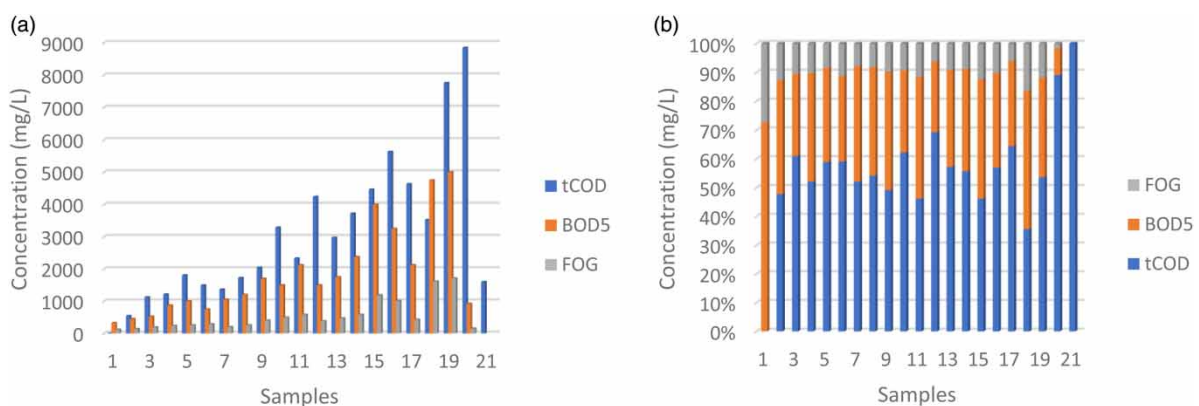 (a)
Concentration (mg/L)
9000
8000
7000
6000
5000
4000
3000
2000
1000
0
1 3 5 7 9 11 13 15 17 19 21
Samples
tCOD
BOD5
FOG
(b)
Concentration (mg/L)
100%
90%
80%
70%
60%
50%
40%
30%
20%
10%
0%
1 3 5 7 9 11 13 15 17 19 21
Samples
FOG
BOD5
tCOD